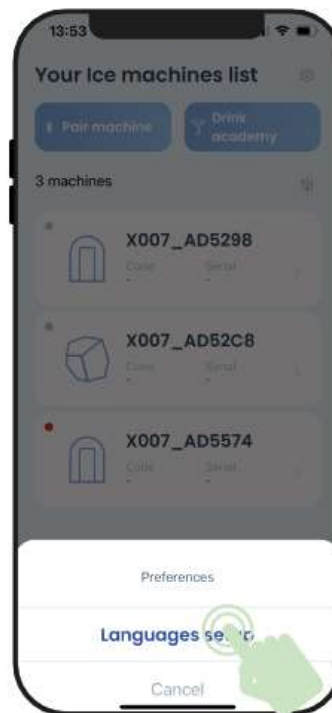 13:53
Your Ice machines list
Pair machine
Drink
academy
3 machines
X007_AD5298
Code Serial
- -
X007_AD52C8
Code Serial
- -
X007_AD5574
Code Serial
- -
Preferences
Languages setup
Cancel